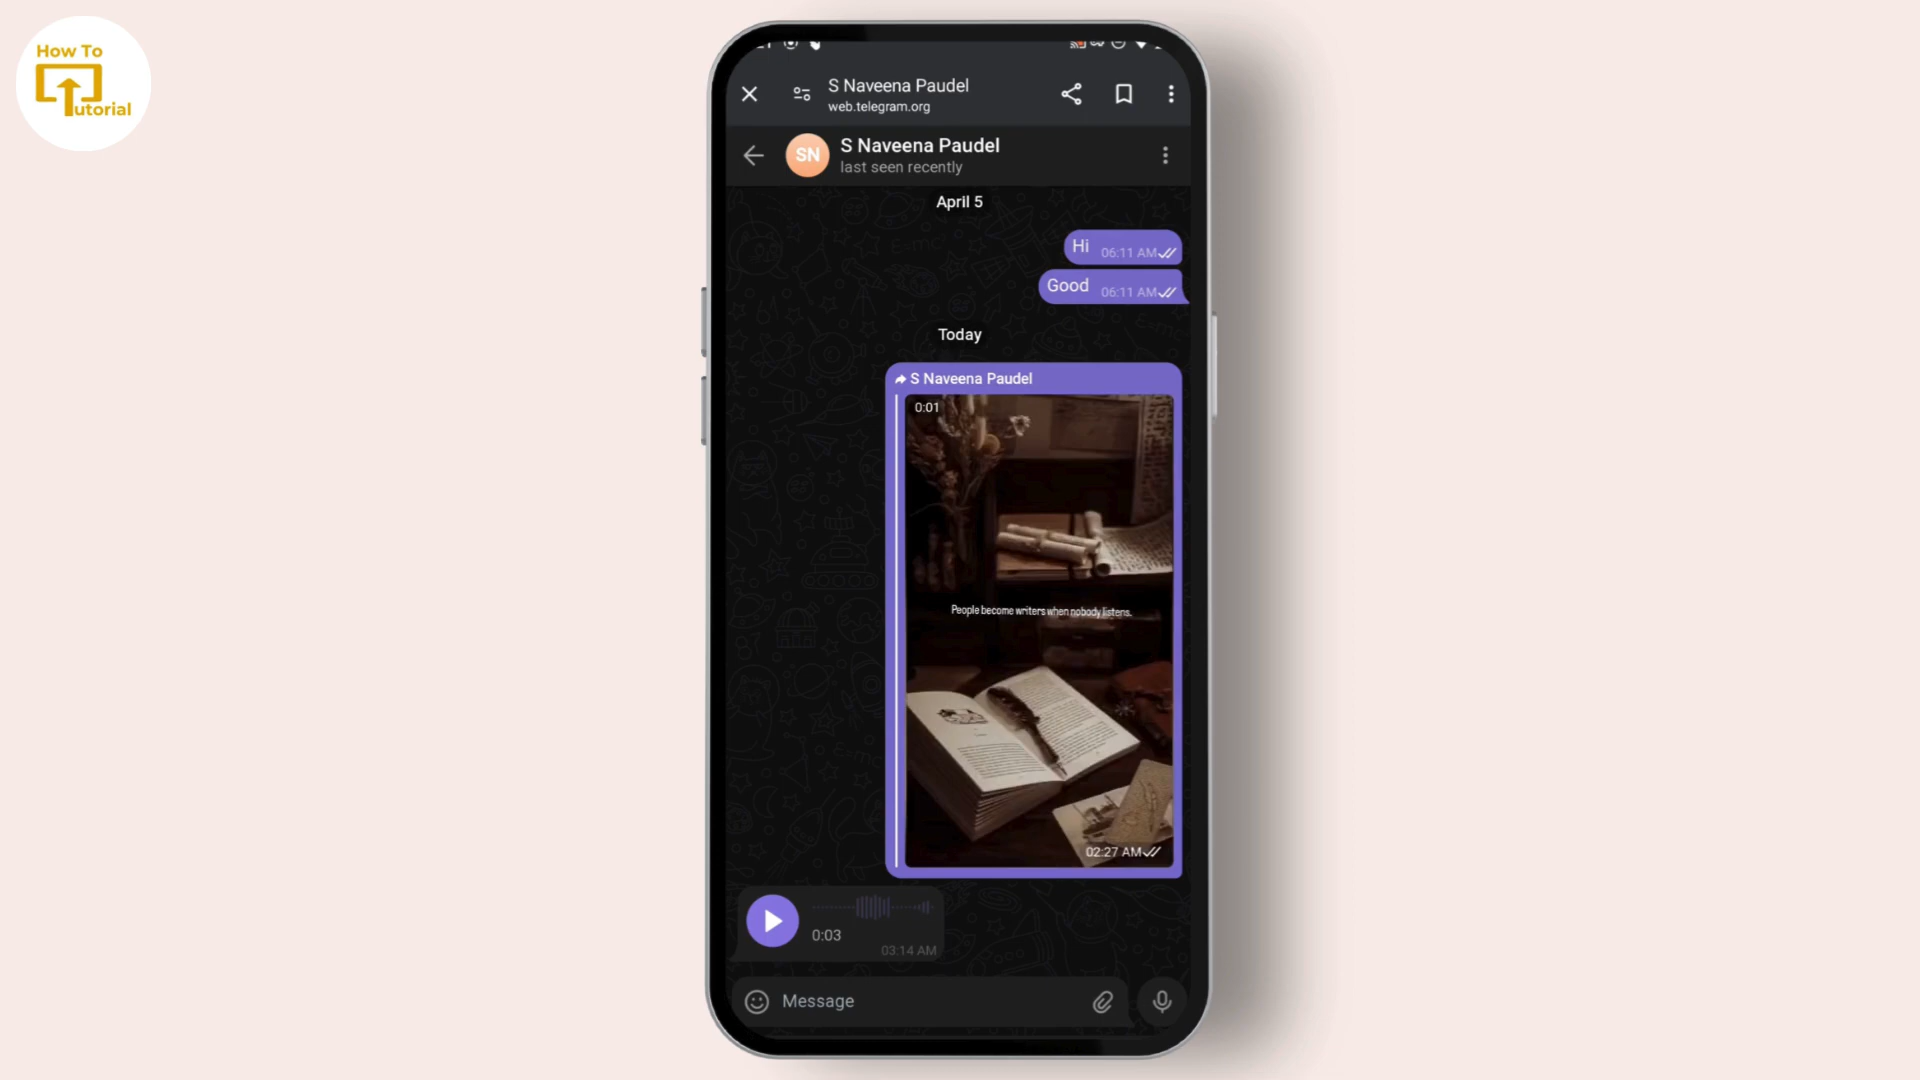 How To
utorial
S Naveena Paudel
web.telegram.org
SN
S Naveena Paudel
last seen recently
April 5
Hi 06:11 AM
Good 06:11 AM
Today
S Naveena Paudel
0:01
People become writers when nobody listens.
02:27 AM
0:03
03:14 AM
Message